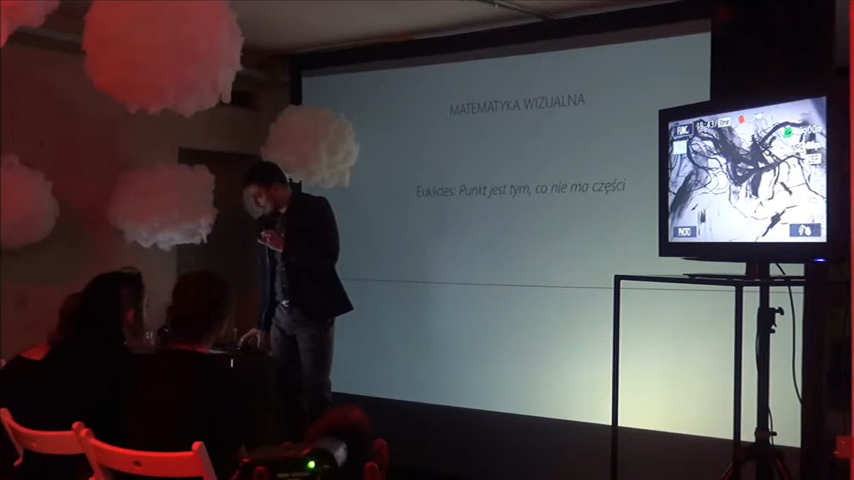 MATEMATYKA WIZUALNA
Euklides: Punkt jest tym, co nie ma części
FUNC.
PHOTO